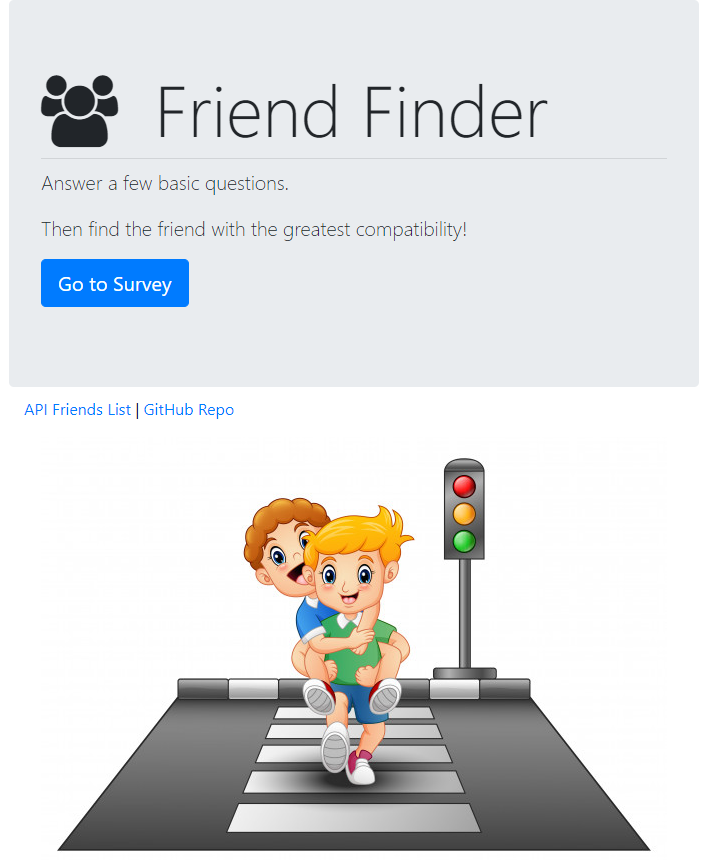 Friend Finder
Answer a few basic questions.
Then find the friend with the greatest compatibility!
Go to Survey
API Friends List | GitHub Repo